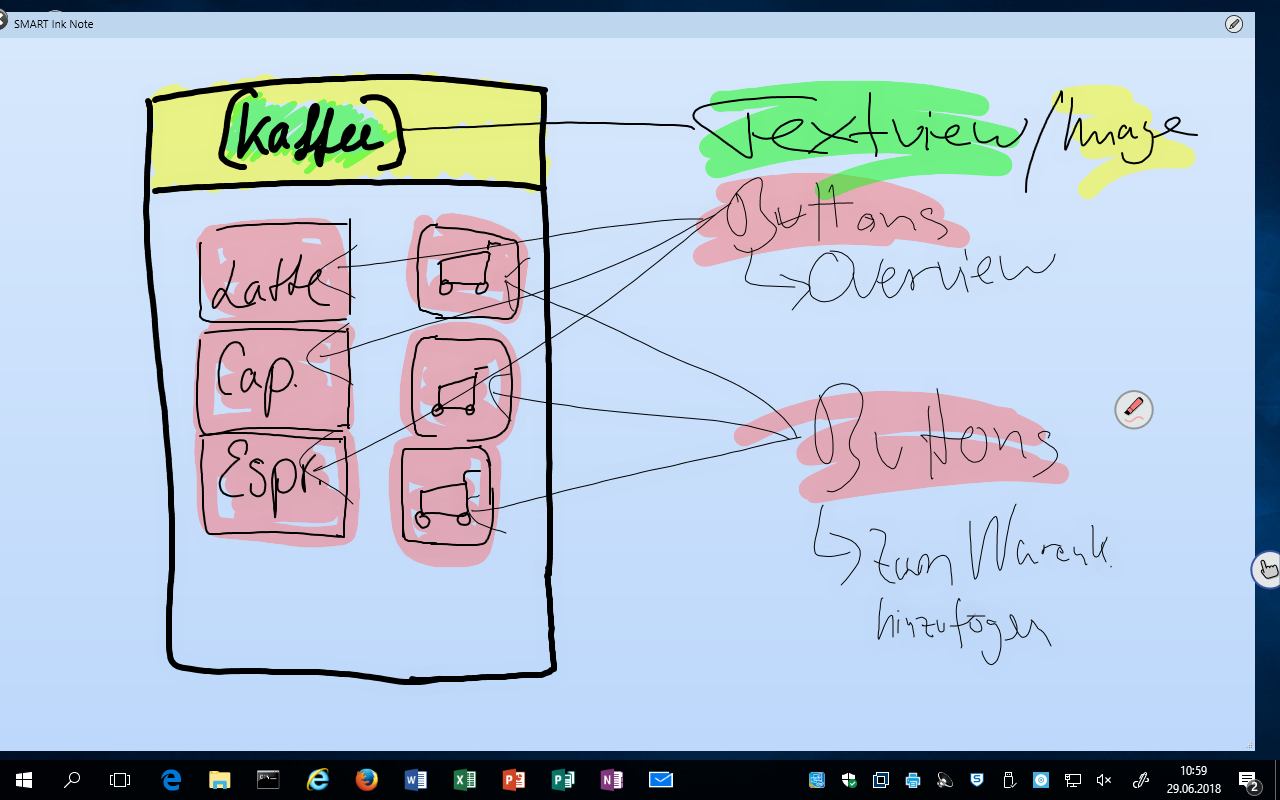 SMART Ink Note
Kaffee
Textview / Image
Buttons
Overview
Latte
Cap.
Espr.
Buttons
zum Warenk.
hinzufügen
10:59
29.06.2018
2